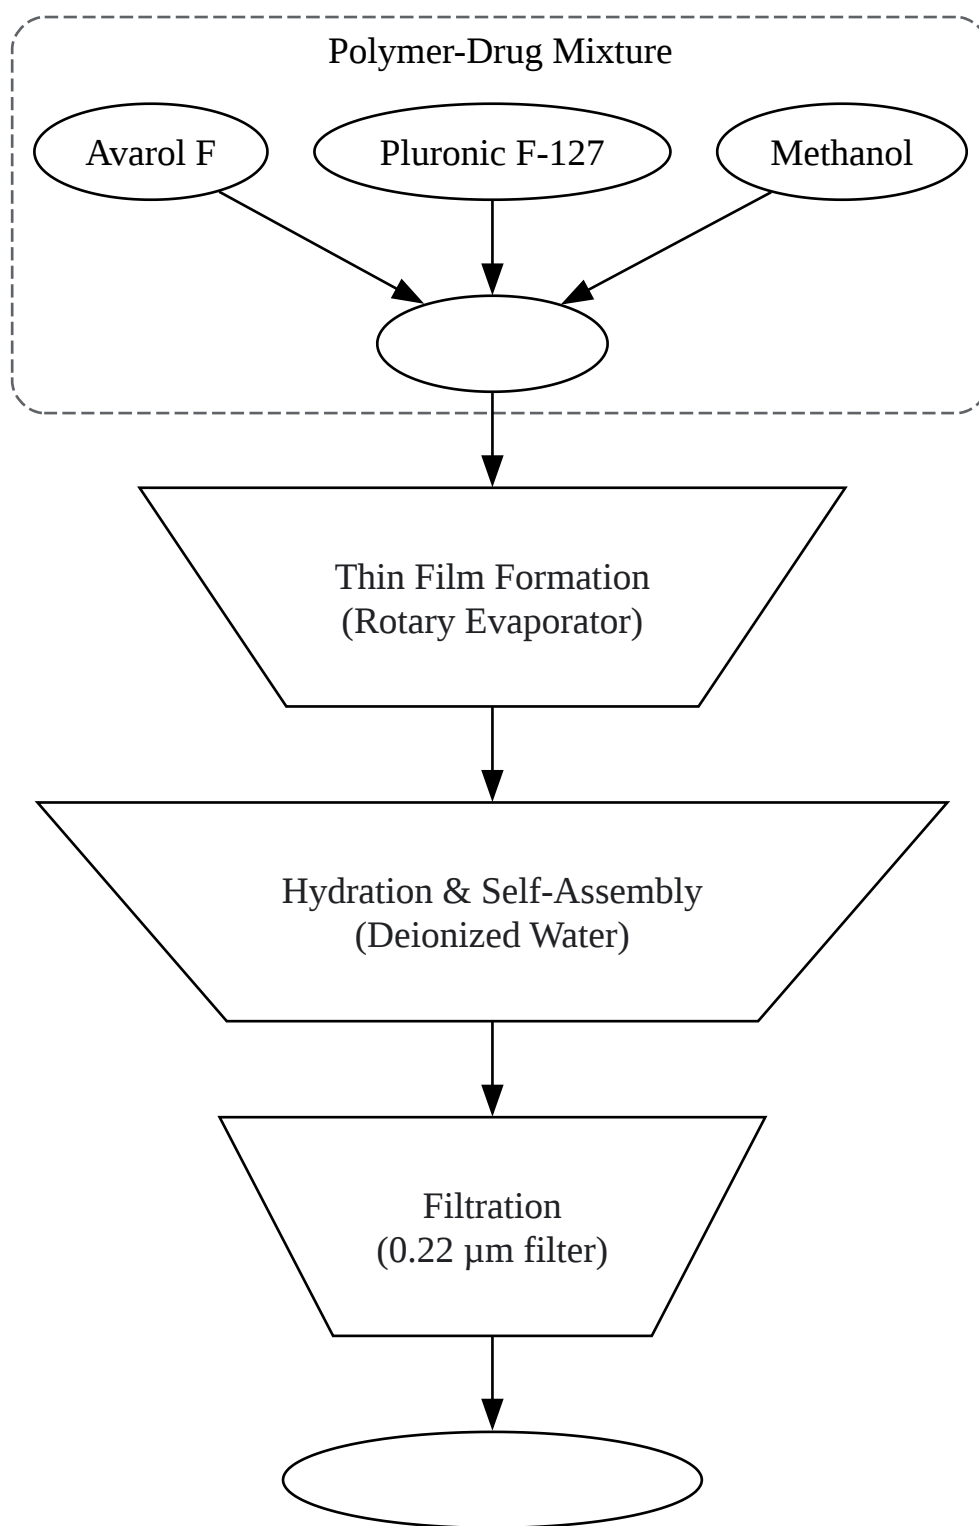 Polymer-Drug Mixture
Avarol F
Pluronic F-127
Methanol
Thin Film Formation
(Rotary Evaporator)
Hydration & Self-Assembly
(Deionized Water)
Filtration
(0.22 µm filter)